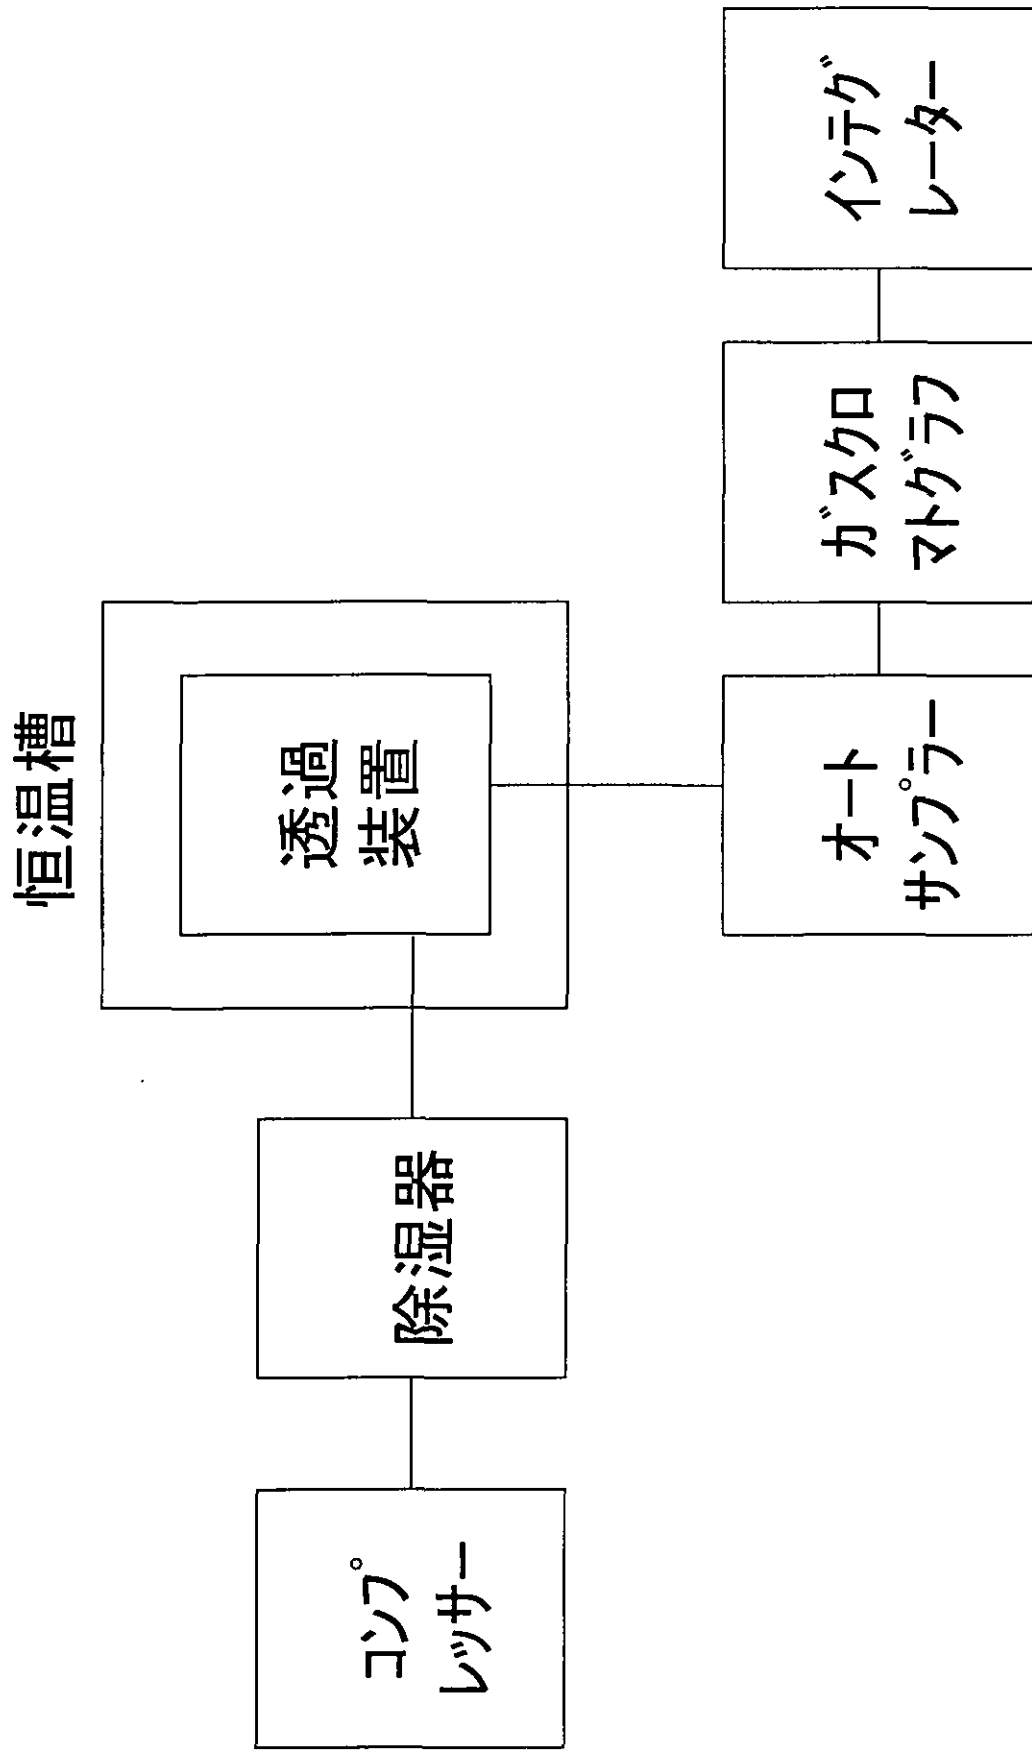 恒温槽
コンプ
レッサー
除湿器
透過
装置
オート
サンプラー
ガスクロ
マトグラフ
インテグ
レーター